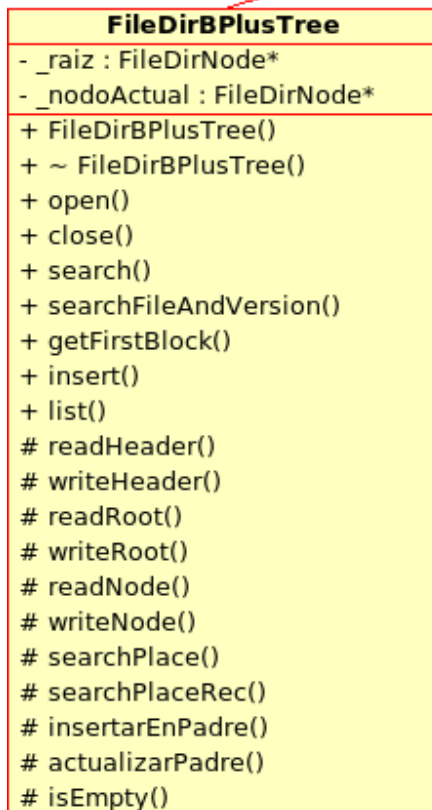 FileDirBPlusTree
- _raiz : FileDirNode*
- _nodoActual : FileDirNode*
+ FileDirBPlusTree()
+ ~ FileDirBPlusTree()
+ open()
+ close()
+ search()
+ searchFileAndVersion()
+ getFirstBlock()
+ insert()
+ list()
# readHeader()
# writeHeader()
# readRoot()
# writeRoot()
# readNode()
# writeNode()
# searchPlace()
# searchPlaceRec()
# insertarEnPadre()
# actualizarPadre()
# isEmpty()